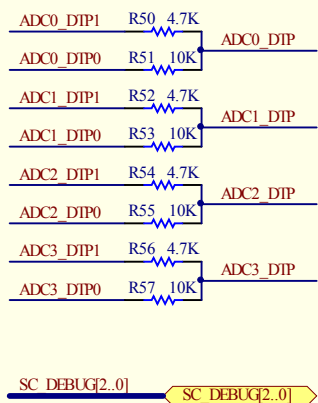 ADC0_DTP1 R50 4.7K
ADC0_DTP
ADC0_DTP0 R51 10K
ADC1_DTP1 R52 4.7K
ADC1_DTP
ADC1_DTP0 R53 10K
ADC2_DTP1 R54 4.7K
ADC2_DTP
ADC2_DTP0 R55 10K
ADC3_DTP1 R56 4.7K
ADC3_DTP
ADC3_DTP0 R57 10K
SC_DEBUG[2..0] SC_DEBUG[2..0]